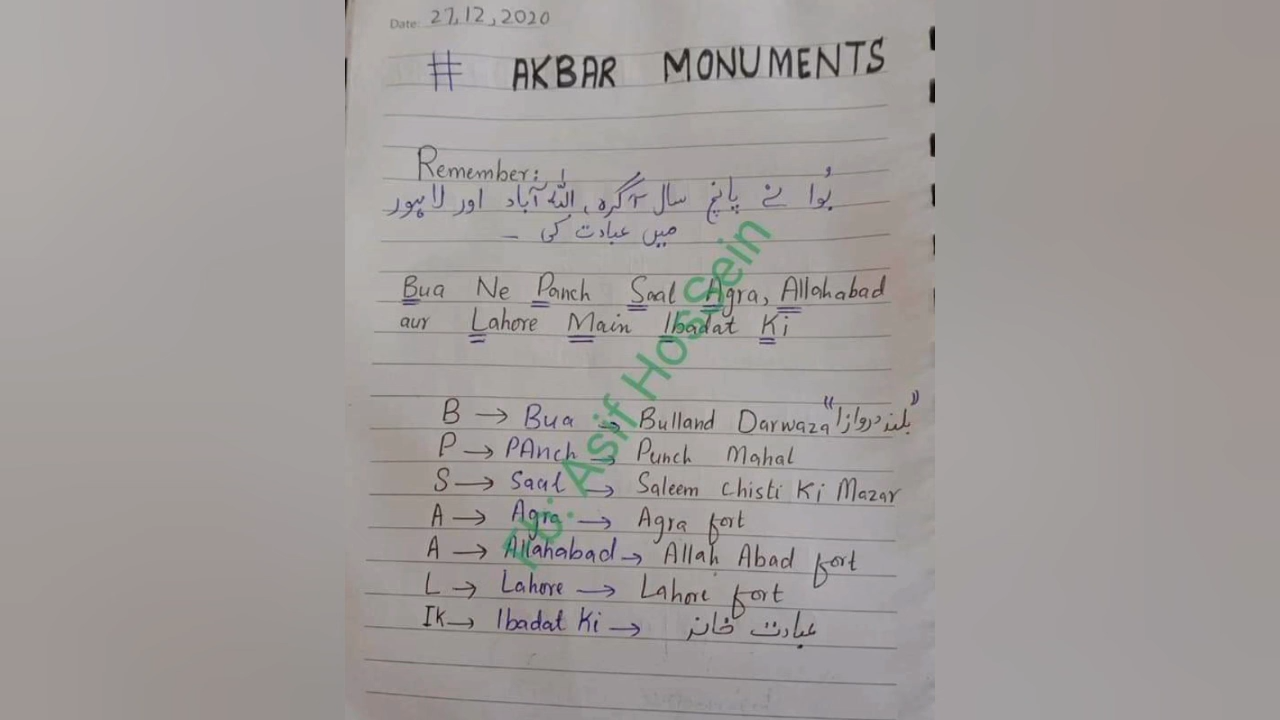 Date: 27,12,2020
# AKBAR MONUMENTS
Remember:
بُوا نے پانچ سال آگرہ، الہٰ آباد اور لاہور
میں عبادت کی ۔
Bua Ne Panch Saal Agra, Allahabad
aur Lahore Main Ibadat Ki
B → Bua → Bulland Darwaza "بلند دروازا"
P → PAnch → Punch Mahal
S → Saal → Saleem Chisti Ki Mazar
A → Agra → Agra fort
A → Allahabad → Allah Abad fort
L → Lahore → Lahore fort
IK → Ibadat Ki → عبادت خانہ
Fb: Asif Hossein